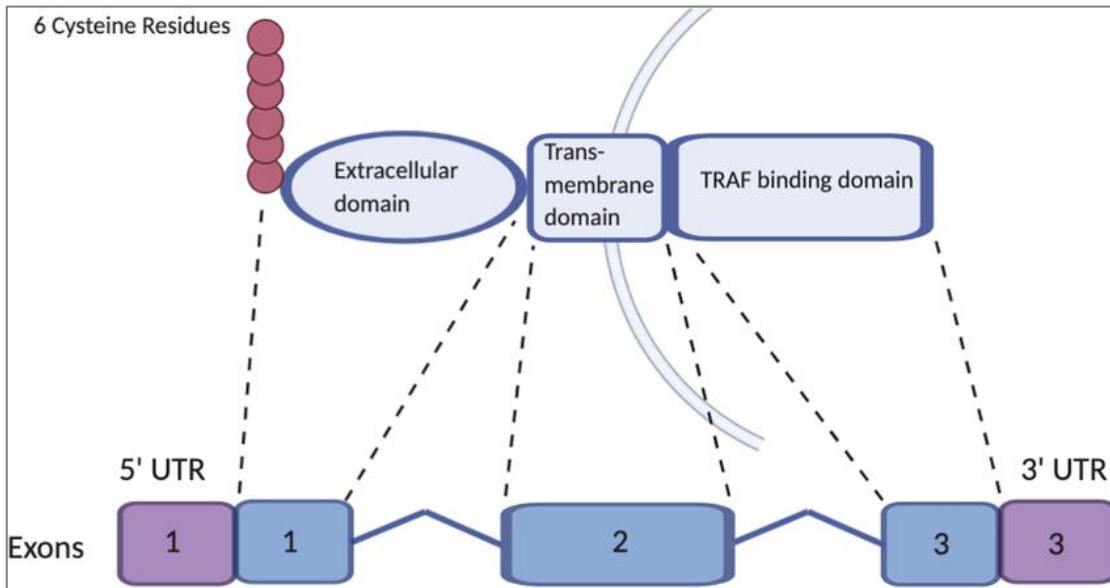 6 Cysteine Residues
Extracellular
domain
Trans-
membrane
domain
TRAF binding domain
5' UTR
3' UTR
Exons
1
1
2
3
3